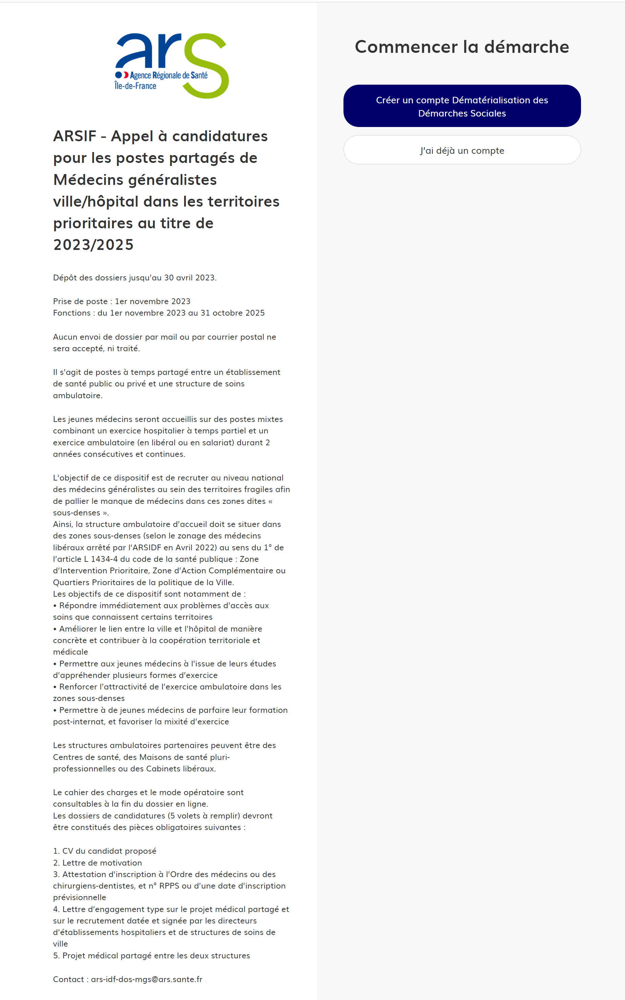 ars
Agence Régionale de Santé
Île-de-France
ARSIF - Appel à candidatures
pour les postes partagés de
Médecins généralistes
ville/hôpital dans les territoires
prioritaires au titre de
2023/2025
Dépôt des dossiers jusqu'au 30 avril 2023.
Prise de poste : 1er novembre 2023
Fonctions : du 1er novembre 2023 au 31 octobre 2025
Aucun envoi de dossier par mail ou par courrier postal ne
sera accepté, ni traité.
Il s'agit de postes à temps partagé entre un établissement
de santé public ou privé et une structure de soins
ambulatoire.
Les jeunes médecins seront accueillis sur des postes mixtes
combinant un exercice hospitalier à temps partiel et un
exercice ambulatoire (en libéral ou en salariat) durant 2
années consécutives et continues.
L'objectif de ce dispositif est de recruter au niveau national
des médecins généralistes au sein des territoires fragiles afin
de pallier le manque de médecins dans ces zones dites «
sous-denses ».
Ainsi, la structure ambulatoire d'accueil doit se situer dans
des zones sous-denses (selon le zonage des médecins
libéraux arrêté par l'ARSIDF en Avril 2022) au sens du 1° de
l'article L 1434-4 du code de la santé publique : Zone
d'Intervention Prioritaire, Zone d'Action Complémentaire ou
Quartiers Prioritaires de la politique de la Ville.
Les objectifs de ce dispositif sont notamment de :
• Répondre immédiatement aux problèmes d'accès aux
soins que connaissent certains territoires
• Améliorer le lien entre la ville et l'hôpital de manière
concrète et contribuer à la coopération territoriale et
médicale
• Permettre aux jeunes médecins à l'issue de leurs études
d'appréhender plusieurs formes d'exercice
• Renforcer l'attractivité de l'exercice ambulatoire dans les
zones sous-denses
• Permettre à de jeunes médecins de parfaire leur formation
post-internat, et favoriser la mixité d'exercice
Les structures ambulatoires partenaires peuvent être des
Centres de santé, des Maisons de santé pluri-
professionnelles ou des Cabinets libéraux.
Le cahier des charges et le mode opératoire sont
consultables à la fin du dossier en ligne.
Les dossiers de candidatures (5 volets à remplir) devront
être constitués des pièces obligatoires suivantes :
1. CV du candidat proposé
2. Lettre de motivation
3. Attestation d'inscription à l'Ordre des médecins ou des
chirurgiens-dentistes, et n° RPPS ou d'une date d'inscription
prévisionnelle
4. Lettre d'engagement type sur le projet médical partagé et
sur le recrutement datée et signée par les directeurs
d'établissements hospitaliers et de structures de soins de
ville
5. Projet médical partagé entre les deux structures
Contact : ars-idf-dos-mgs@ars.sante.fr
Commencer la démarche
Créer un compte Dématérialisation des
Démarches Sociales
J'ai déjà un compte